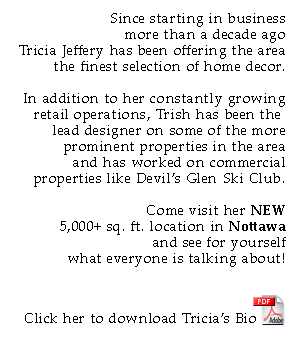 Since starting in business
more than a decade ago
Tricia Jeffery has been offering the area
the finest selection of home decor.
In addition to her constantly growing
retail operations, Trish has been the
lead designer on some of the more
prominent properties in the area
and has worked on commercial
properties like Devil's Glen Ski Club.
Come visit her NEW
5,000+ sq. ft. location in Nottawa
and see for yourself
what everyone is talking about!
Click her to download Tricia's Bio
PDF
Adobe